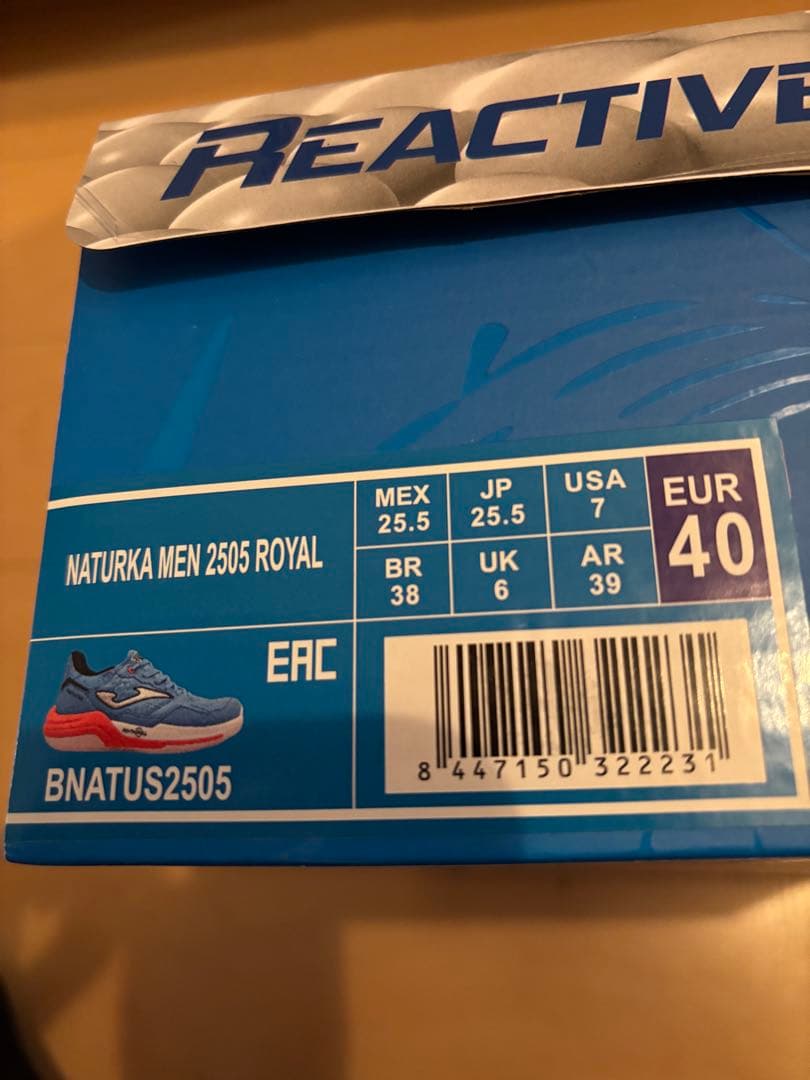 REACTIVE
NATURKA MEN 2505 ROYAL
MEX
25.5
JP
25.5
USA
7
EUR
40
BR
38
UK
6
AR
39
EAC
BNATUS2505
8 447150 322231